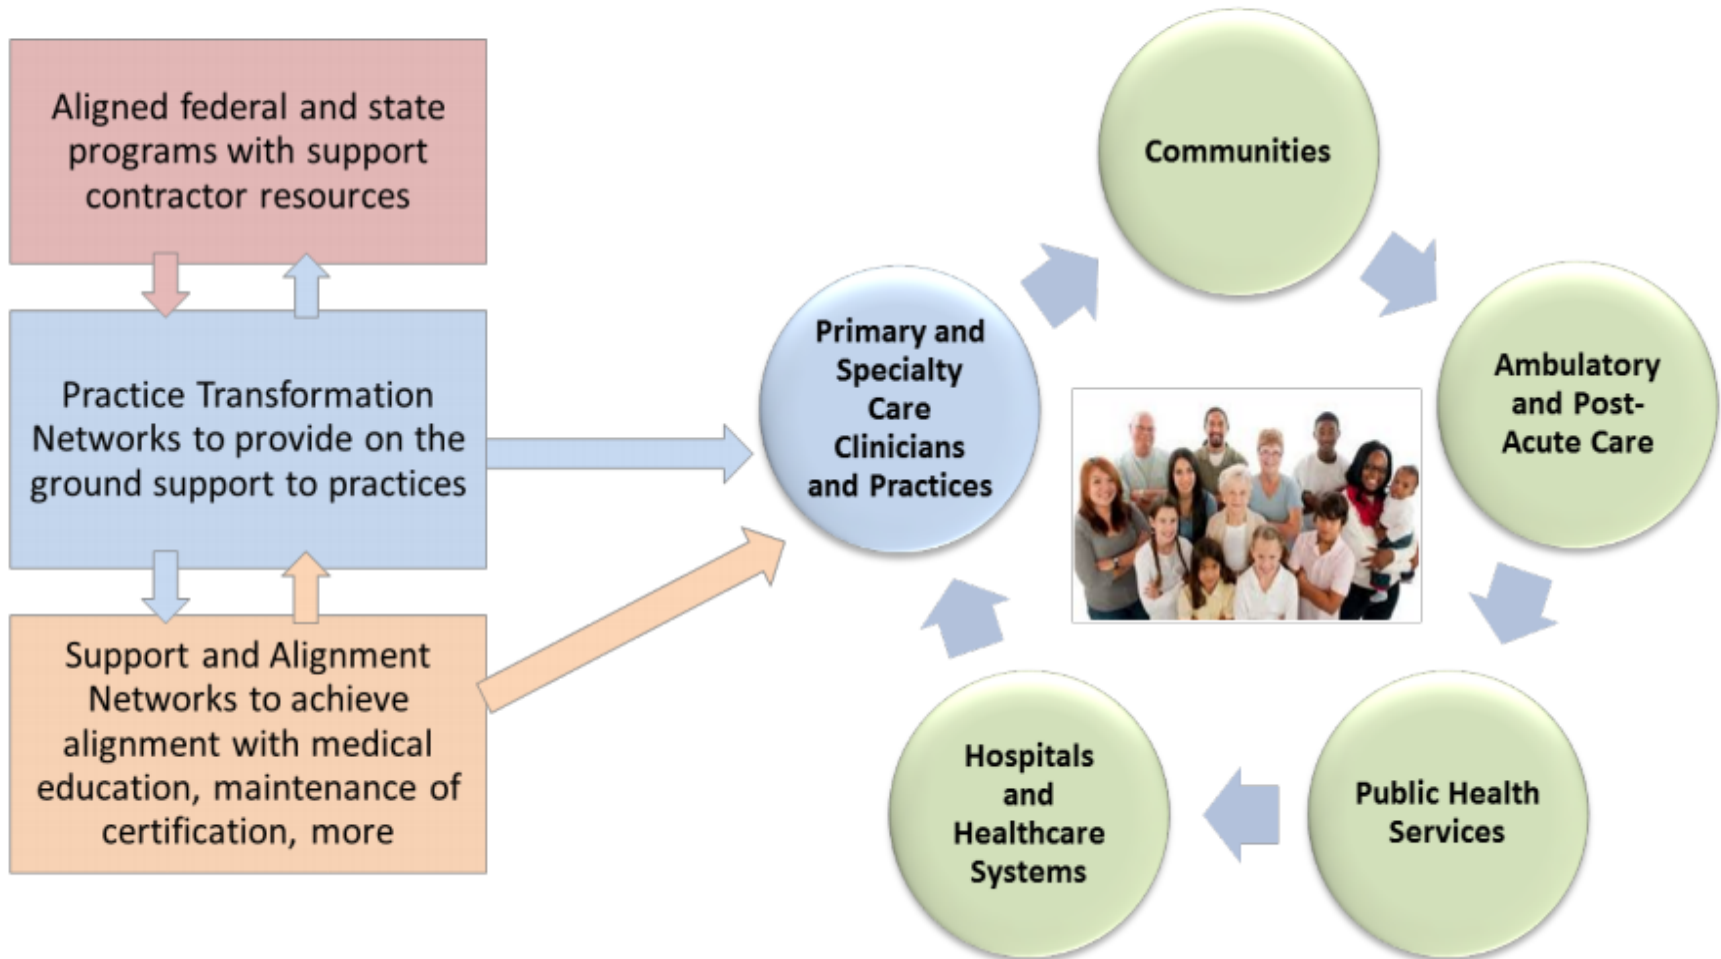 Aligned federal and state
programs with support
contractor resources
Practice Transformation
Networks to provide on the
ground support to practices
Support and Alignment
Networks to achieve
alignment with medical
education, maintenance of
certification, more
Communities
Primary and
Specialty
Care
Clinicians
and Practices
Ambulatory
and Post-
Acute Care
Hospitals
and
Healthcare
Systems
Public Health
Services